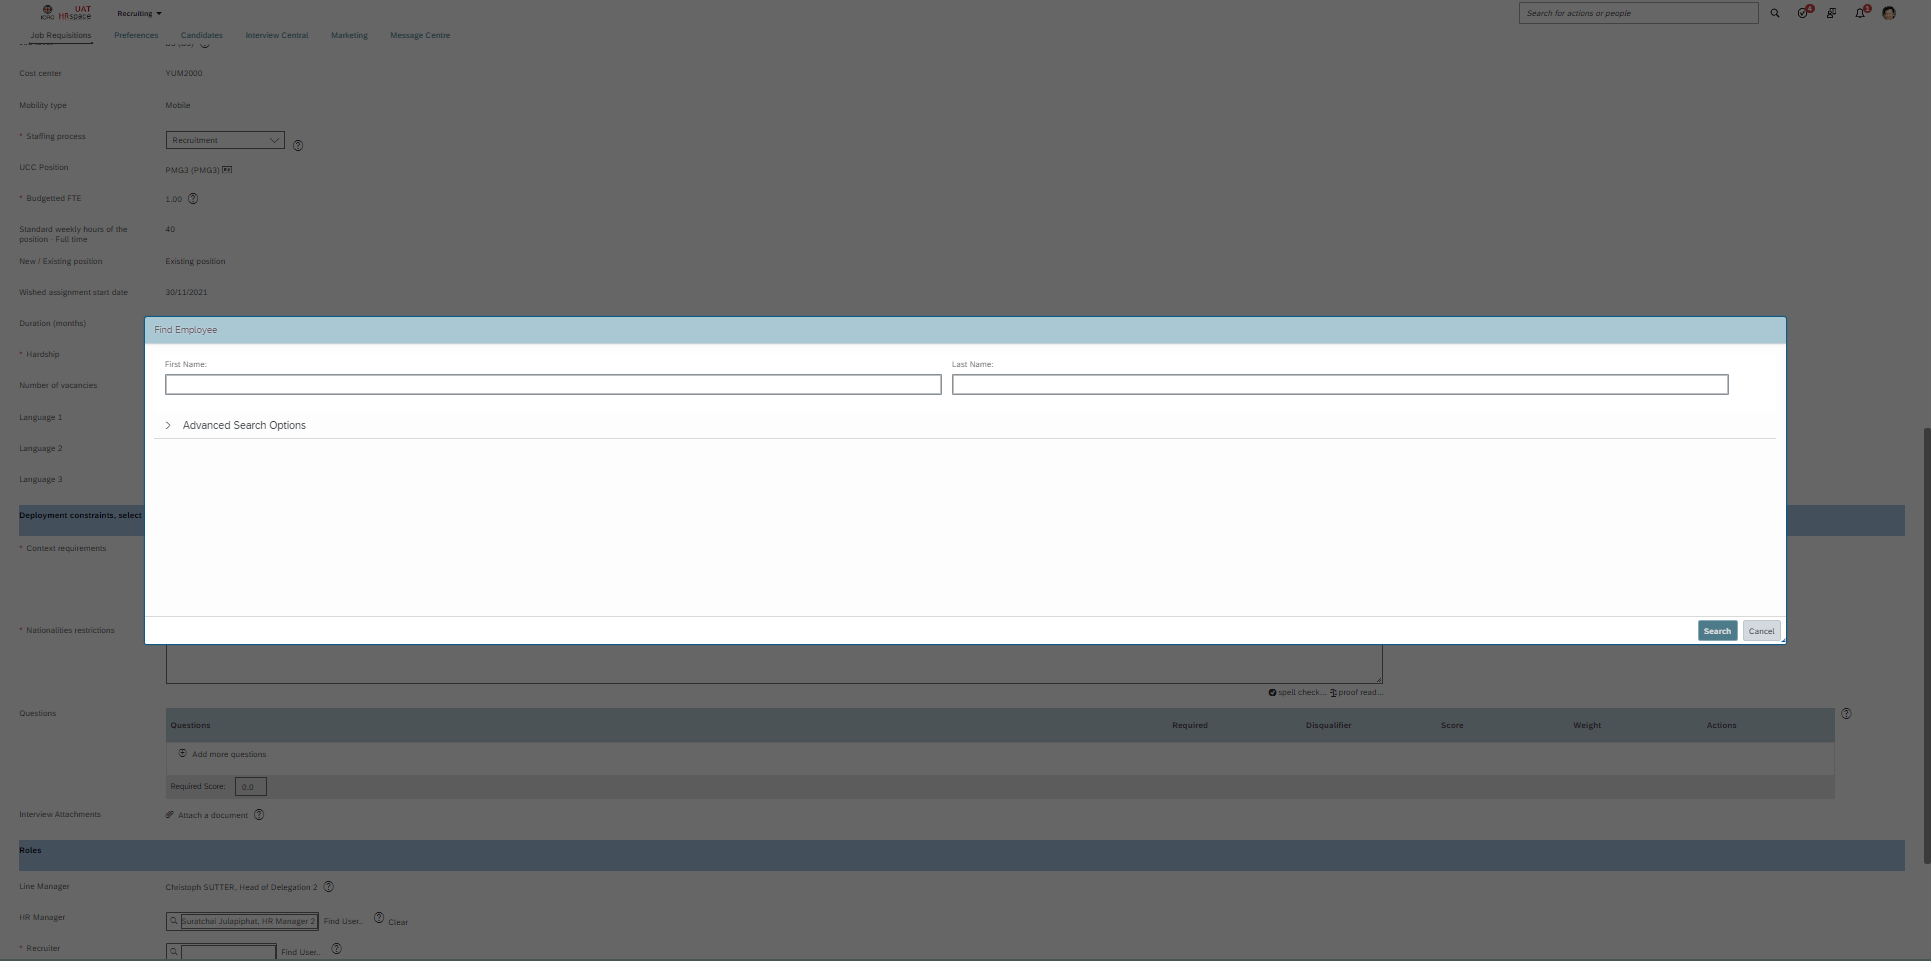 UAT
ICRC HRspace
Recruiting
Search for actions or people
4
1
Job Requisitions Preferences Candidates Interview Central Marketing Message Centre
Cost center YUM2000
Mobility type Mobile
* Staffing process Recruitment
UCC Position PMG3 (PMG3)
* Budgetted FTE 1.00
Standard weekly hours of the position - Full time 40
New / Existing position Existing position
Wished assignment start date 30/11/2021
Duration (months)
Find Employee
First Name: Last Name:
* Hardship
Number of vacancies
Language 1
Advanced Search Options
Language 2
Language 3
Deployment constraints, select
* Context requirements
* Nationalities restrictions
Search Cancel
spell check... proof read...
Questions
Questions Required Disqualifier Score Weight Actions
Add more questions
Required Score: 0.0
Interview Attachments Attach a document
Roles
Line Manager Christoph SUTTER, Head of Delegation 2
HR Manager Suratchai Julapiphat, HR Manager 2 Find User... Clear
* Recruiter Find User...